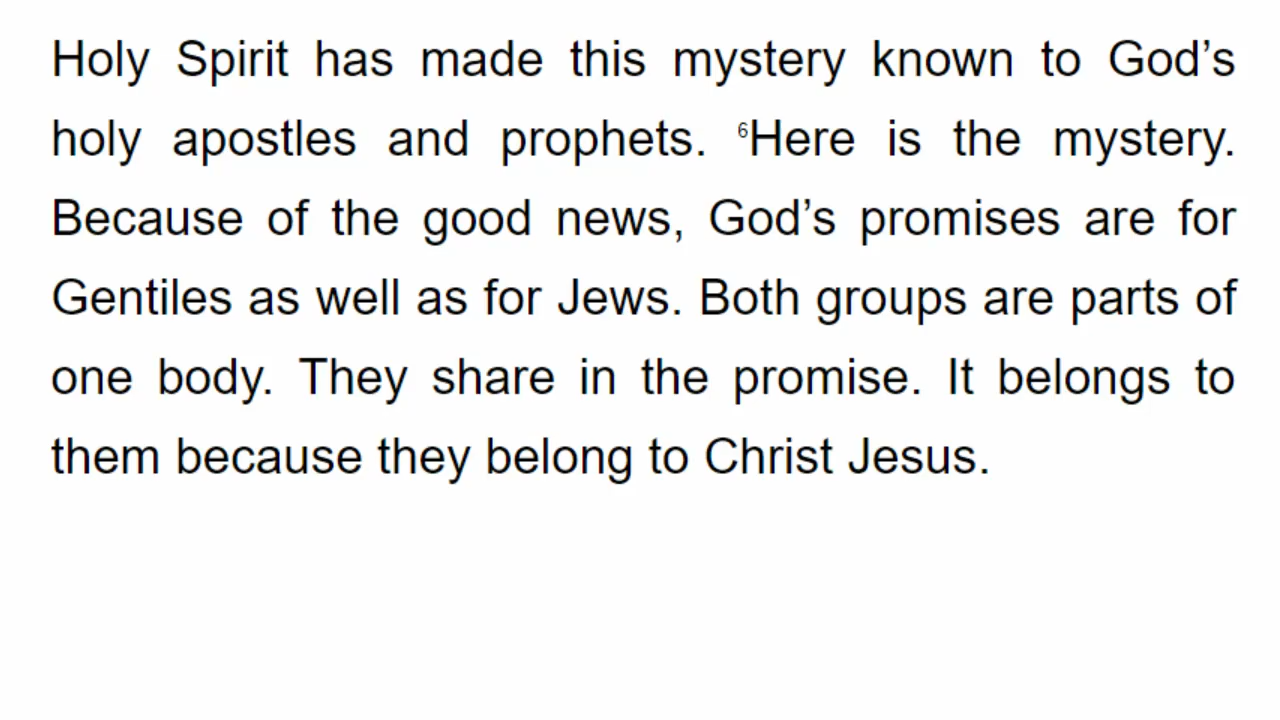 Holy Spirit has made this mystery known to God’s
holy apostles and prophets. ⁶Here is the mystery.
Because of the good news, God’s promises are for
Gentiles as well as for Jews. Both groups are parts of
one body. They share in the promise. It belongs to
them because they belong to Christ Jesus.